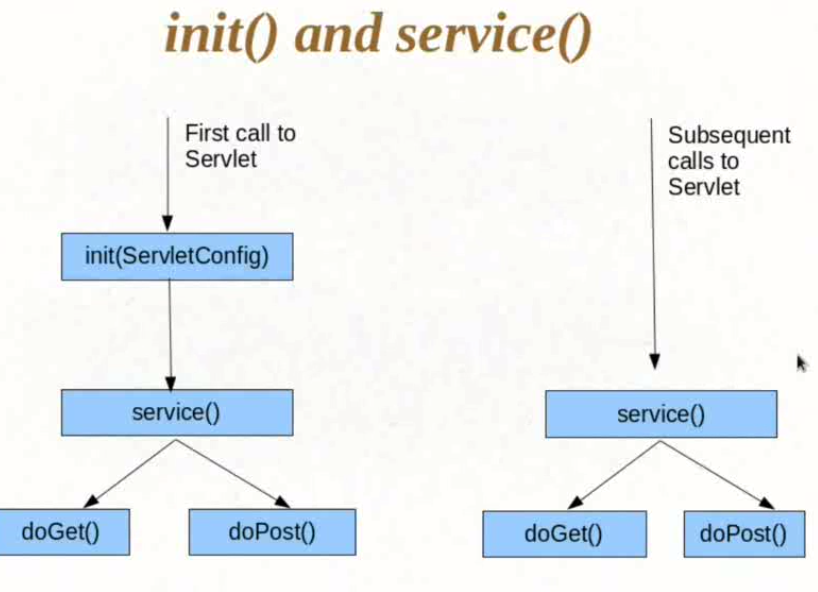 init() and service()
First call to
Servlet
Subsequent
calls to
Servlet
init(ServletConfig)
service()
service()
doGet()
doPost()
doGet()
doPost()